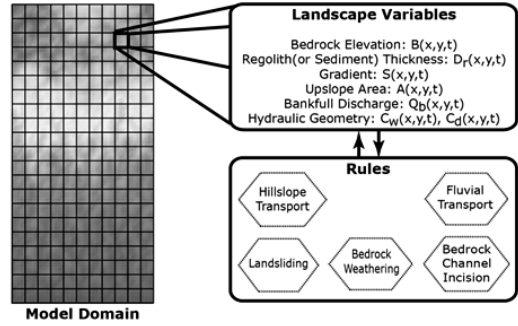 Landscape Variables
Bedrock Elevation: B(x,y,t)
Regolith(or Sediment) Thickness: Dr(x,y,t)
Gradient: S(x,y,t)
Upslope Area: A(x,y,t)
Bankfull Discharge: Qb(x,y,t)
Hydraulic Geometry: Cw(x,y,t), Cd(x,y,t)
Rules
Hillslope
Transport
Fluvial
Transport
Landsliding
Bedrock
Weathering
Bedrock
Channel
Incision
Model Domain